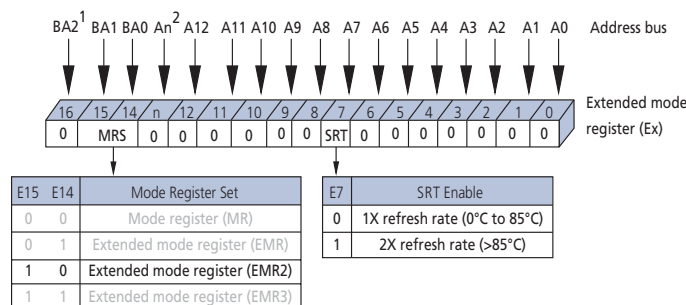 BA2¹ BA1 BA0 An² A12 A11 A10 A9 A8 A7 A6 A5 A4 A3 A2 A1 A0 Address bus
16 15 14 n 12 11 10 9 8 7 6 5 4 3 2 1 0 Extended mode
0 MRS 0 0 0 0 0 0 SRT 0 0 0 0 0 0 0 register (Ex)
E15 E14 Mode Register Set
0 0 Mode register (MR)
0 1 Extended mode register (EMR)
1 0 Extended mode register (EMR2)
1 1 Extended mode register (EMR3)
E7 SRT Enable
0 1X refresh rate (0°C to 85°C)
1 2X refresh rate (>85°C)